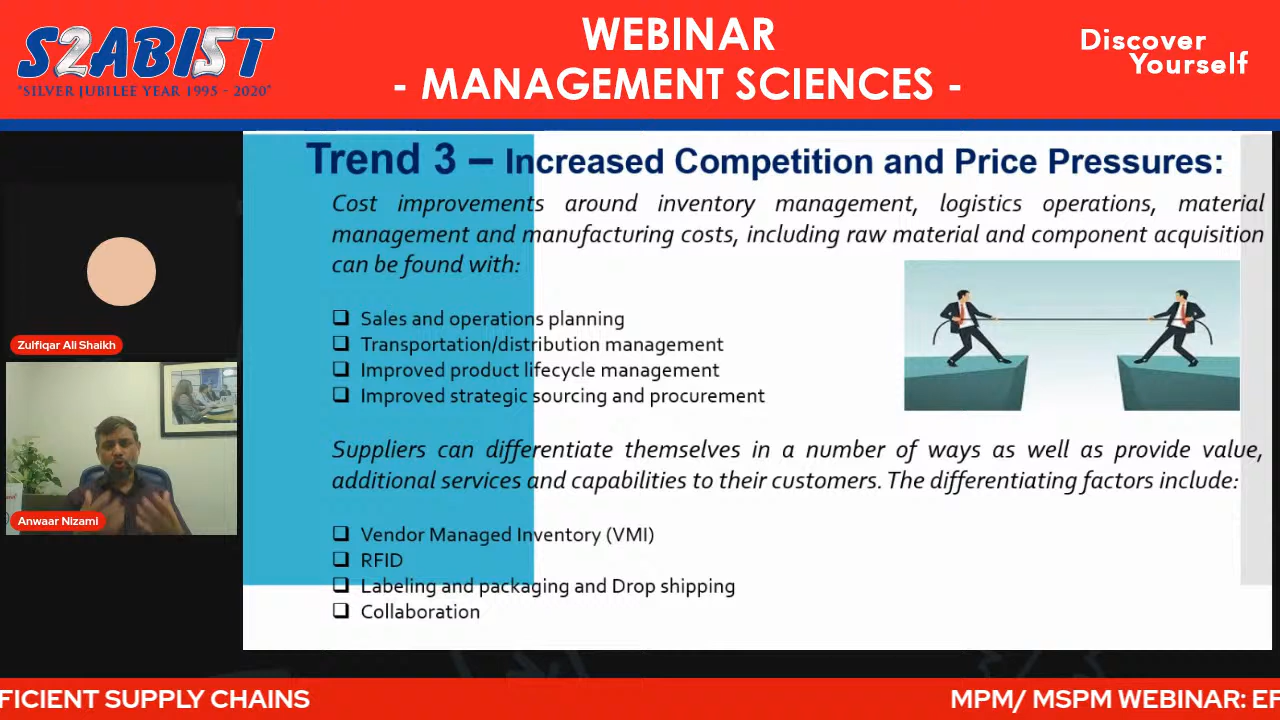 SZABIST
"SILVER JUBILEE YEAR 1995 - 2020"
WEBINAR
- MANAGEMENT SCIENCES -
Discover
Yourself
Zulfiqar Ali Shaikh
Anwaar Nizami
Trend 3 – Increased Competition and Price Pressures:
Cost improvements around inventory management, logistics operations, material
management and manufacturing costs, including raw material and component acquisition
can be found with:
❑ Sales and operations planning
❑ Transportation/distribution management
❑ Improved product lifecycle management
❑ Improved strategic sourcing and procurement
Suppliers can differentiate themselves in a number of ways as well as provide value,
additional services and capabilities to their customers. The differentiating factors include:
❑ Vendor Managed Inventory (VMI)
❑ RFID
❑ Labeling and packaging and Drop shipping
❑ Collaboration
FICIENT SUPPLY CHAINS
MPM/ MSPM WEBINAR: EF